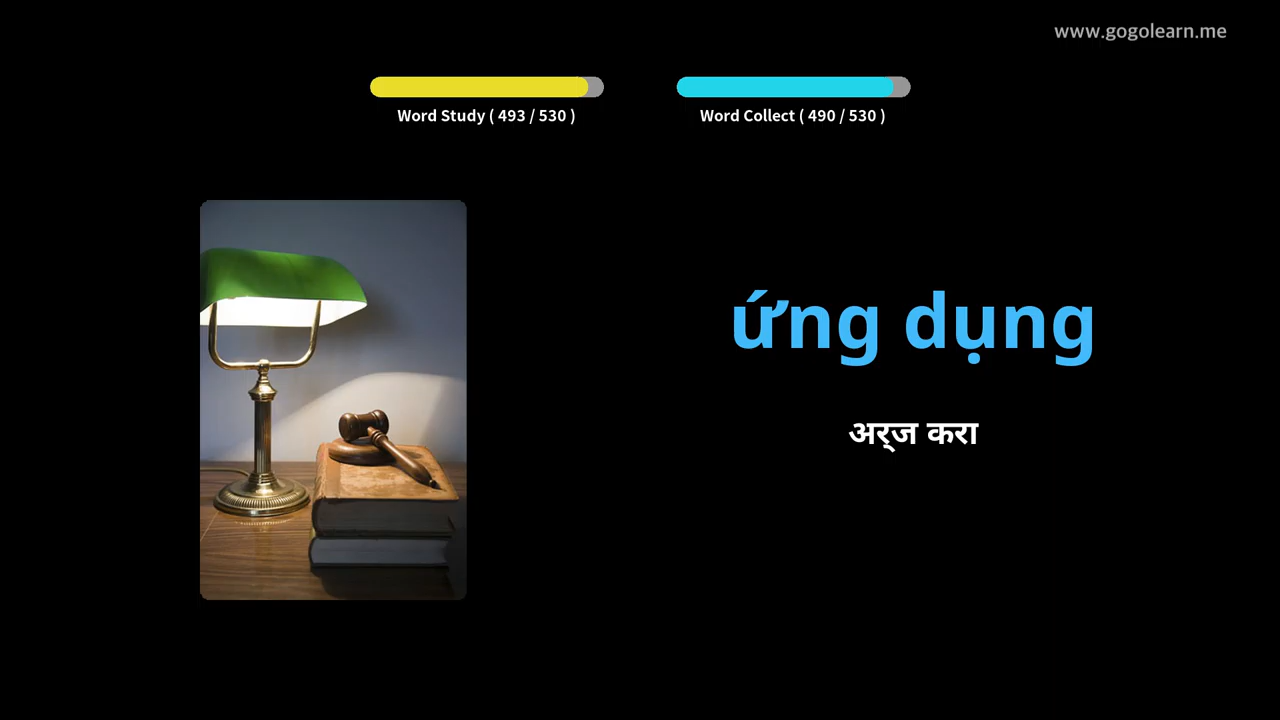 www.gogolearn.me
Word Study ( 493 / 530 )
Word Collect ( 490 / 530 )
ứng dụng
अर्‍ज करा